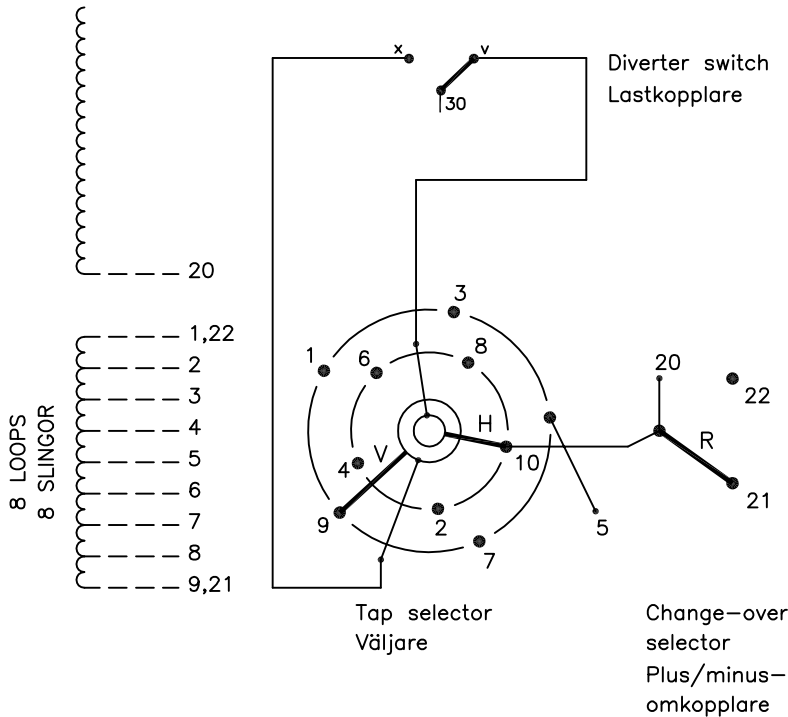 x
v
30
Diverter switch
Lastkopplare
20
1,22
2
3
4
5
6
7
8
9,21
8 LOOPS
8 SLINGOR
3
1
6
8
H
V
4
10
9
2
7
5
20
22
R
21
Tap selector
Väljare
Change-over
selector
Plus/minus-
omkopplare